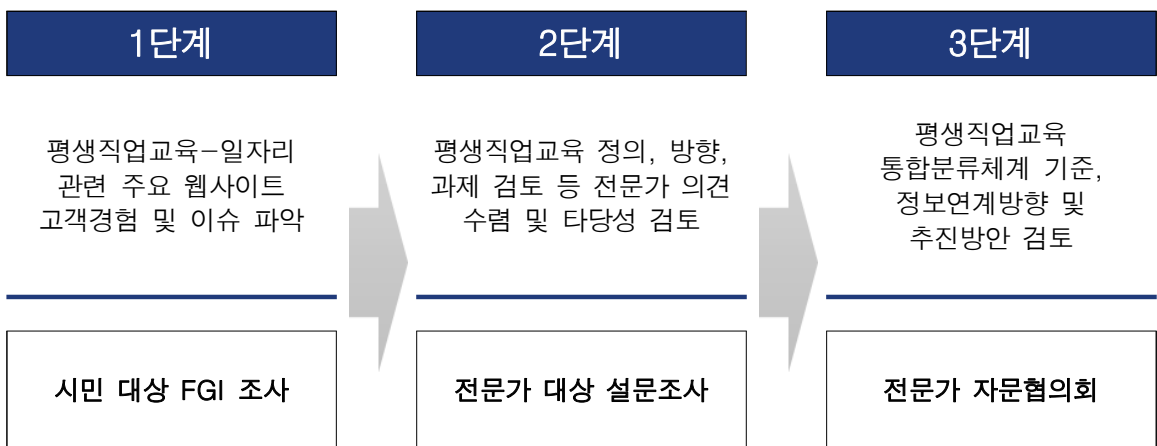 1단계
평생직업교육-일자리
관련 주요 웹사이트
고객경험 및 이슈 파악
시민 대상 FGI 조사
2단계
평생직업교육 정의, 방향,
과제 검토 등 전문가 의견
수렴 및 타당성 검토
전문가 대상 설문조사
3단계
평생직업교육
통합분류체계 기준,
정보연계방향 및
추진방안 검토
전문가 자문협의회